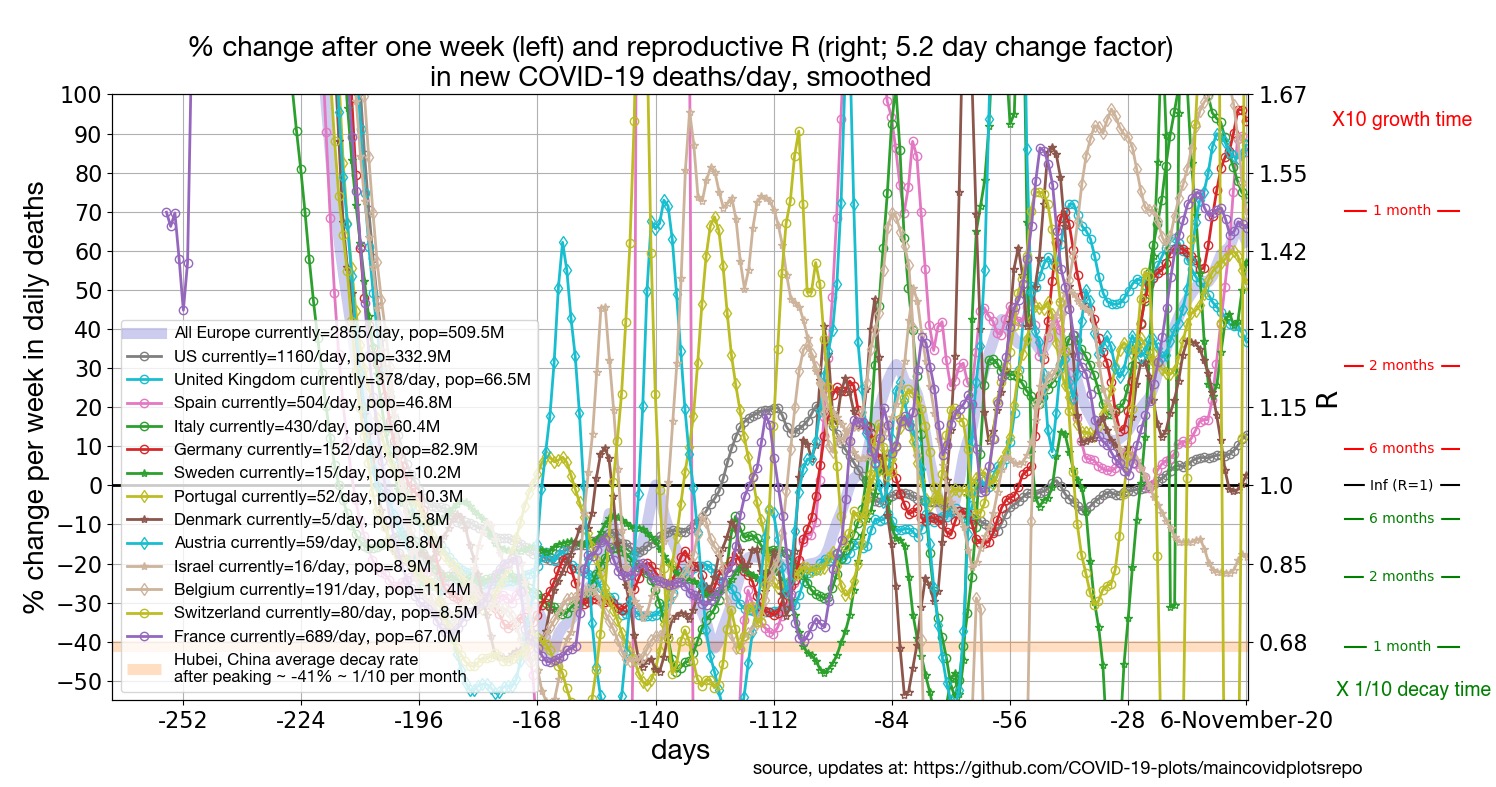 % change after one week (left) and reproductive R (right; 5.2 day change factor)
in new COVID-19 deaths/day, smoothed
100
90
80
70
60
50
40
30
20
10
0
−10
−20
−30
−40
−50
% change per week in daily deaths
All Europe currently=2855/day, pop=509.5M
US currently=1160/day, pop=332.9M
United Kingdom currently=378/day, pop=66.5M
Spain currently=504/day, pop=46.8M
Italy currently=430/day, pop=60.4M
Germany currently=152/day, pop=82.9M
Sweden currently=15/day, pop=10.2M
Portugal currently=52/day, pop=10.3M
Denmark currently=5/day, pop=5.8M
Austria currently=59/day, pop=8.8M
Israel currently=16/day, pop=8.9M
Belgium currently=191/day, pop=11.4M
Switzerland currently=80/day, pop=8.5M
France currently=689/day, pop=67.0M
Hubei, China average decay rate
after peaking ~ -41% ~ 1/10 per month
1.67
1.55
1.42
1.28
1.15
1.0
0.85
0.68
R
X10 growth time
1 month
2 months
6 months
Inf (R=1)
6 months
2 months
1 month
X 1/10 decay time
-252
-224
-196
-168
-140
-112
-84
-56
-28
6-November-20
days
source, updates at: https://github.com/COVID-19-plots/maincovidplotsrepo